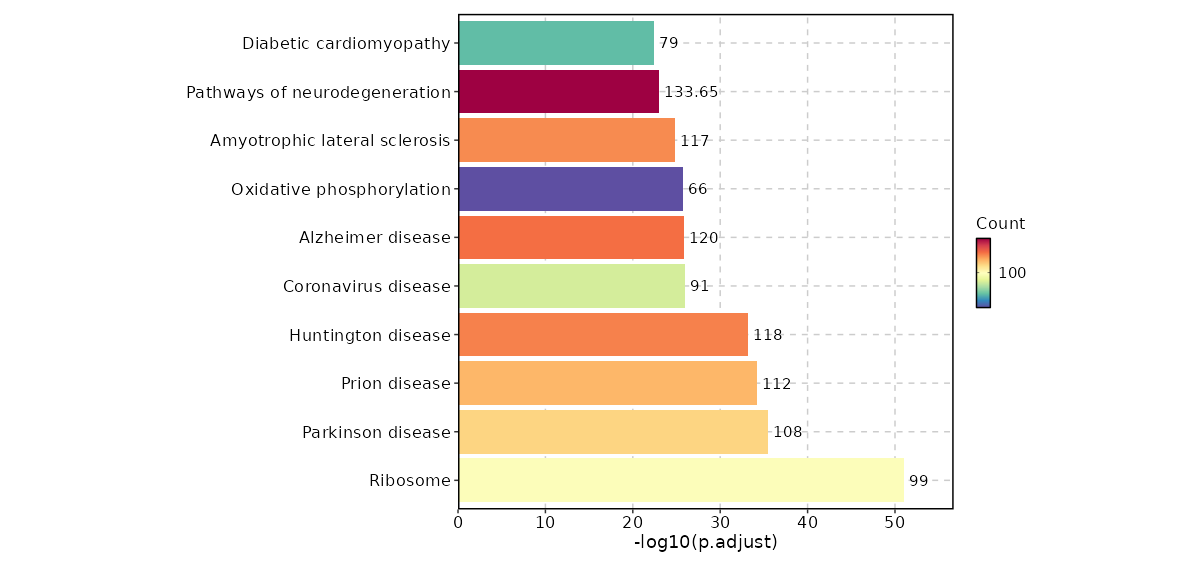 Diabetic cardiomyopathy 79
Pathways of neurodegeneration 133.65
Amyotrophic lateral sclerosis 117
Oxidative phosphorylation 66
Alzheimer disease 120
Coronavirus disease 91
Huntington disease 118
Prion disease 112
Parkinson disease 108
Ribosome 99
0 10 20 30 40 50
-log10(p.adjust)
Count
100